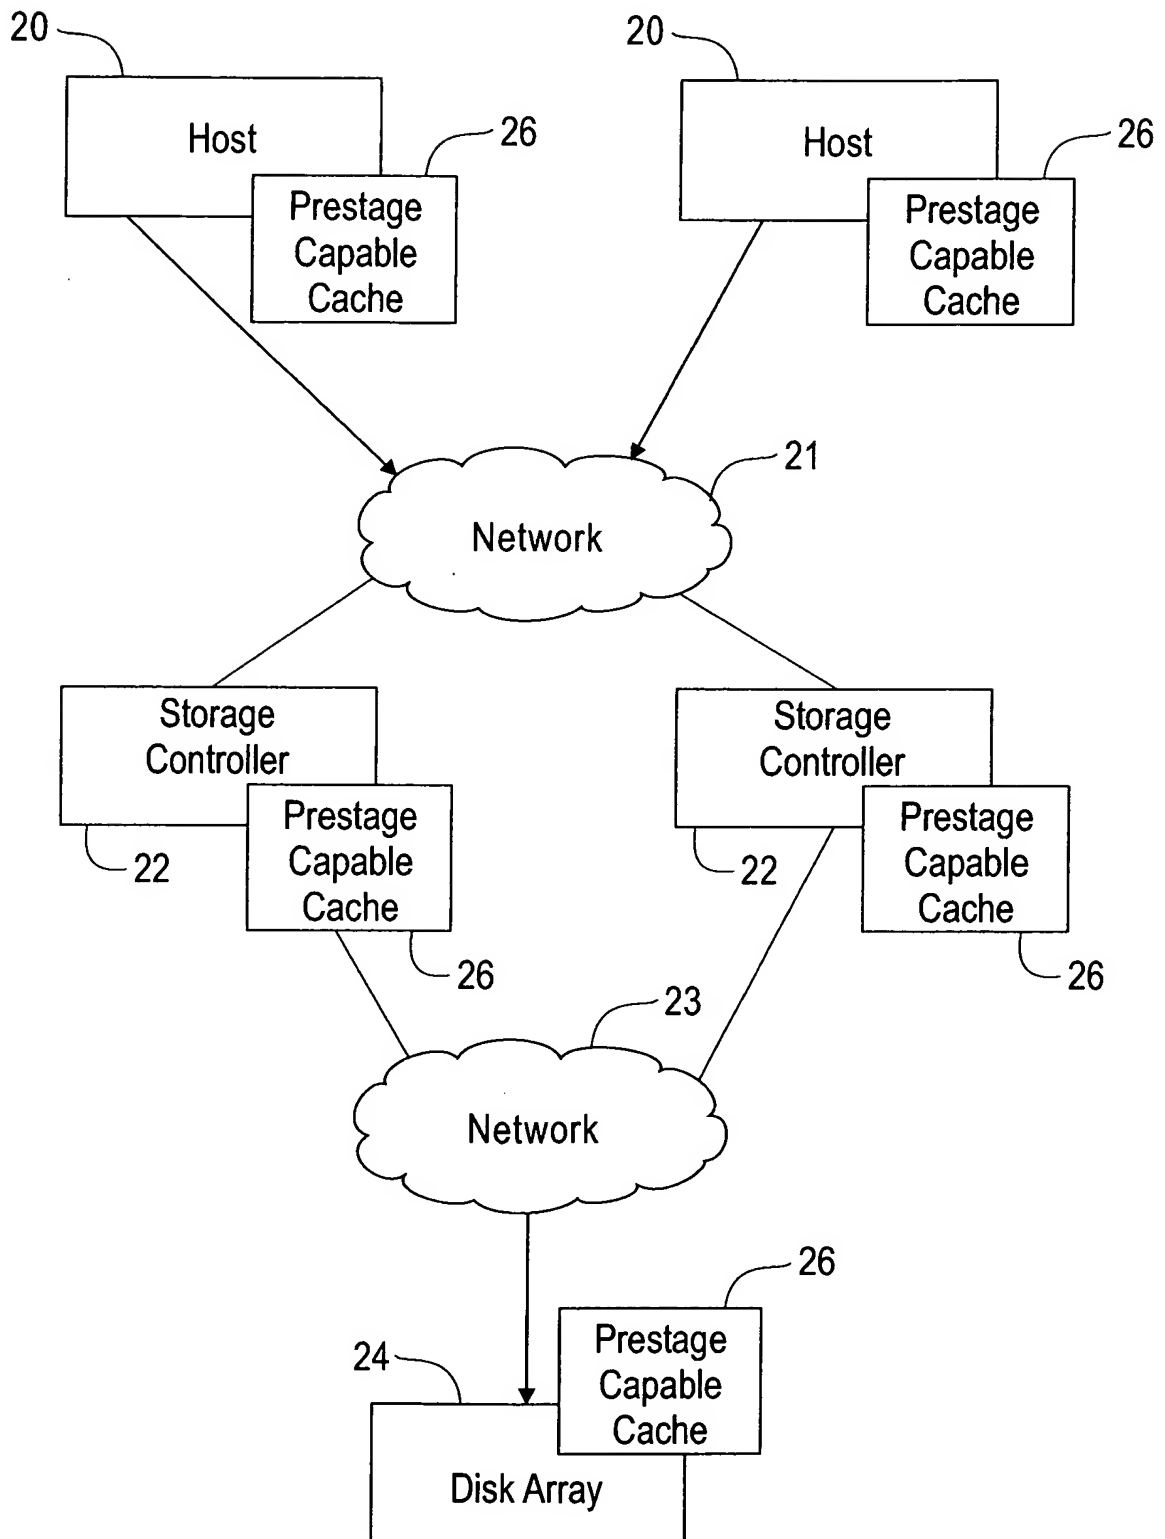 20
20
Host
26
Host
26
Prestage
Capable
Cache
Prestage
Capable
Cache
21
Network
Storage
Controller
Storage
Controller
Prestage
Capable
Cache
Prestage
Capable
Cache
22
22
26
26
23
Network
26
Prestage
Capable
Cache
24
Disk Array